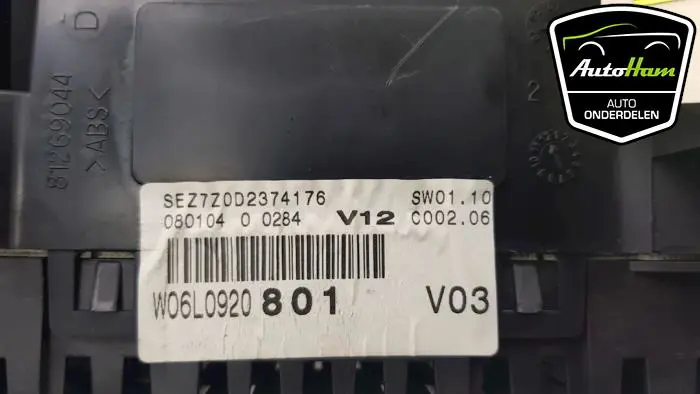 81269044 D
>ABS<
2
AutoHam
AUTO
ONDERDELEN
SEZ7Z0D2374176 SW01.10
080104 0 0284 V12 C002.06
W06L0920 801 V03